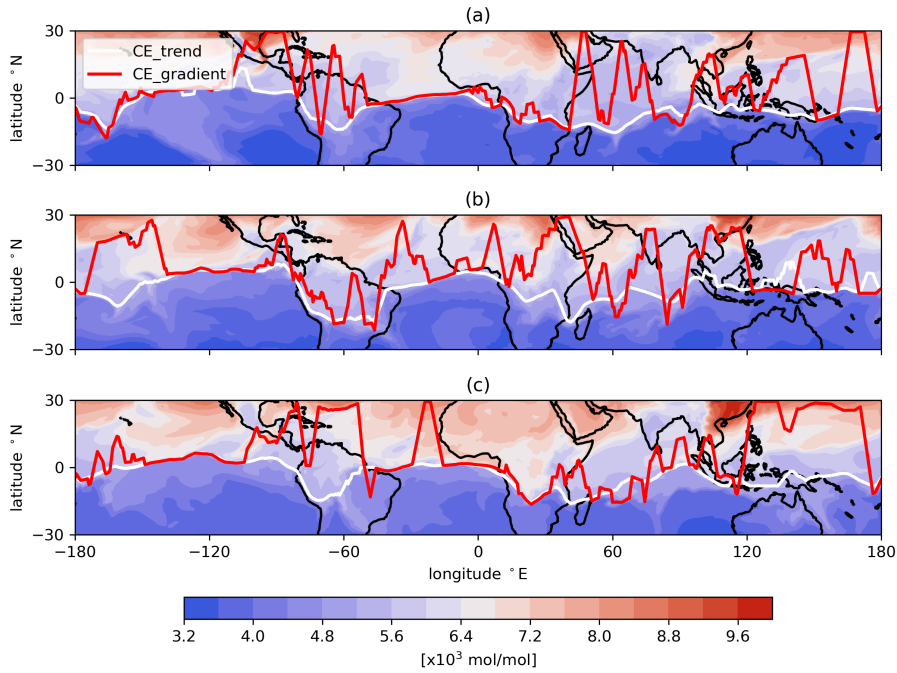 (a)
30
0
−30
latitude °N
CE_trend
CE_gradient
(b)
30
0
−30
latitude °N
(c)
30
0
−30
latitude °N
−180 −120 −60 0 60 120 180
longitude °E
3.2 4.0 4.8 5.6 6.4 7.2 8.0 8.8 9.6
[x10³ mol/mol]